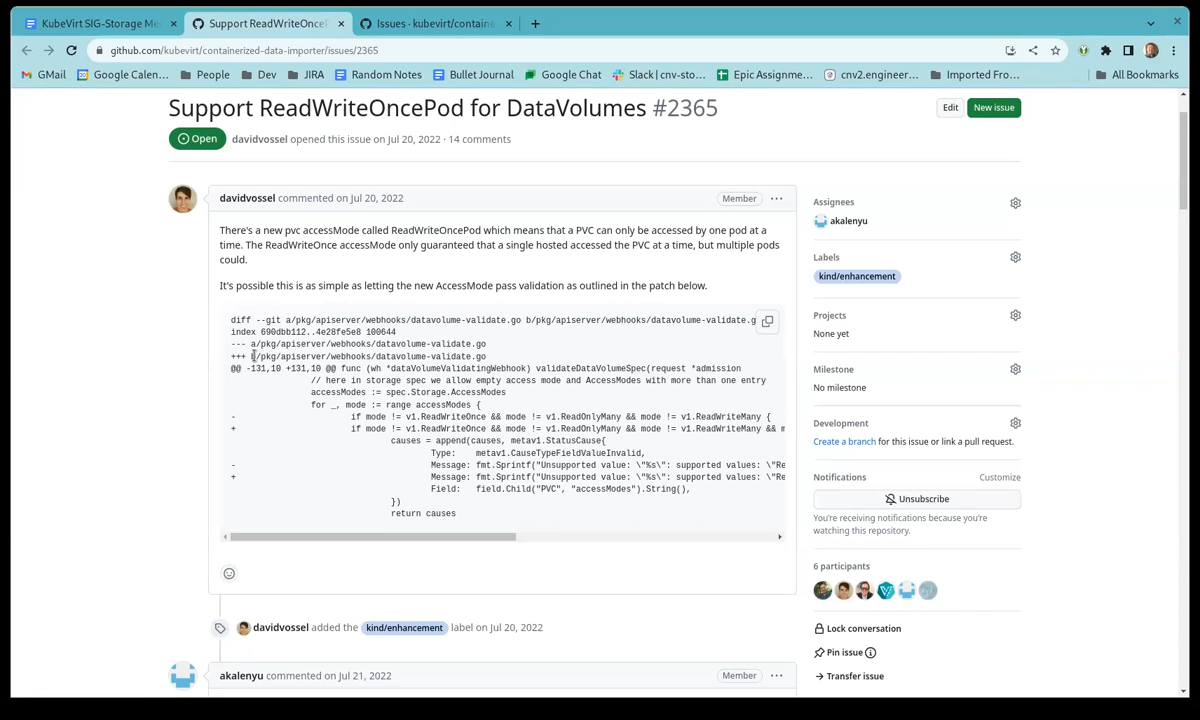 KubeVirt SIG-Storage Me
Support ReadWriteOnceP
Issues · kubevirt/containe
github.com/kubevirt/containerized-data-importer/issues/2365
GMail
Google Calen...
People
Dev
JIRA
Random Notes
Bullet Journal
Google Chat
Slack | cnv-sto...
Epic Assignme...
cnv2.engineer...
Imported Fro...
All Bookmarks
Support ReadWriteOncePod for DataVolumes #2365
Edit
New issue
Open
davidvossel opened this issue on Jul 20, 2022 · 14 comments
davidvossel commented on Jul 20, 2022
Member
There's a new pvc accessMode called ReadWriteOncePod which means that a PVC can only be accessed by one pod at a
time. The ReadWriteOnce accessMode only guaranteed that a single hosted accessed the PVC at a time, but multiple pods
could.
It's possible this is as simple as letting the new AccessMode pass validation as outlined in the patch below.
diff --git a/pkg/apiserver/webhooks/datavolume-validate.go b/pkg/apiserver/webhooks/datavolume-validate.g
index 690dbb112..4e28fe5e8 100644
--- a/pkg/apiserver/webhooks/datavolume-validate.go
+++ b/pkg/apiserver/webhooks/datavolume-validate.go
@@ -131,10 +131,10 @@ func (wh *dataVolumeValidatingWebhook) validateDataVolumeSpec(request *admission
// here in storage spec we allow empty access mode and AccessModes with more than one entry
accessModes := spec.Storage.AccessModes
for _, mode := range accessModes {
- if mode != v1.ReadWriteOnce && mode != v1.ReadOnlyMany && mode != v1.ReadWriteMany {
+ if mode != v1.ReadWriteOnce && mode != v1.ReadOnlyMany && mode != v1.ReadWriteMany && m
causes = append(causes, metav1.StatusCause{
Type: metav1.CauseTypeFieldValueInvalid,
- Message: fmt.Sprintf("Unsupported value: \"%s\": supported values: \"Re
+ Message: fmt.Sprintf("Unsupported value: \"%s\": supported values: \"Re
Field: field.Child("PVC", "accessModes").String(),
})
return causes
davidvossel added the kind/enhancement label on Jul 20, 2022
akalenyu commented on Jul 21, 2022
Member
Assignees
akalenyu
Labels
kind/enhancement
Projects
None yet
Milestone
No milestone
Development
Create a branch for this issue or link a pull request.
Notifications
Customize
Unsubscribe
You're receiving notifications because you're
watching this repository.
6 participants
Lock conversation
Pin issue
Transfer issue